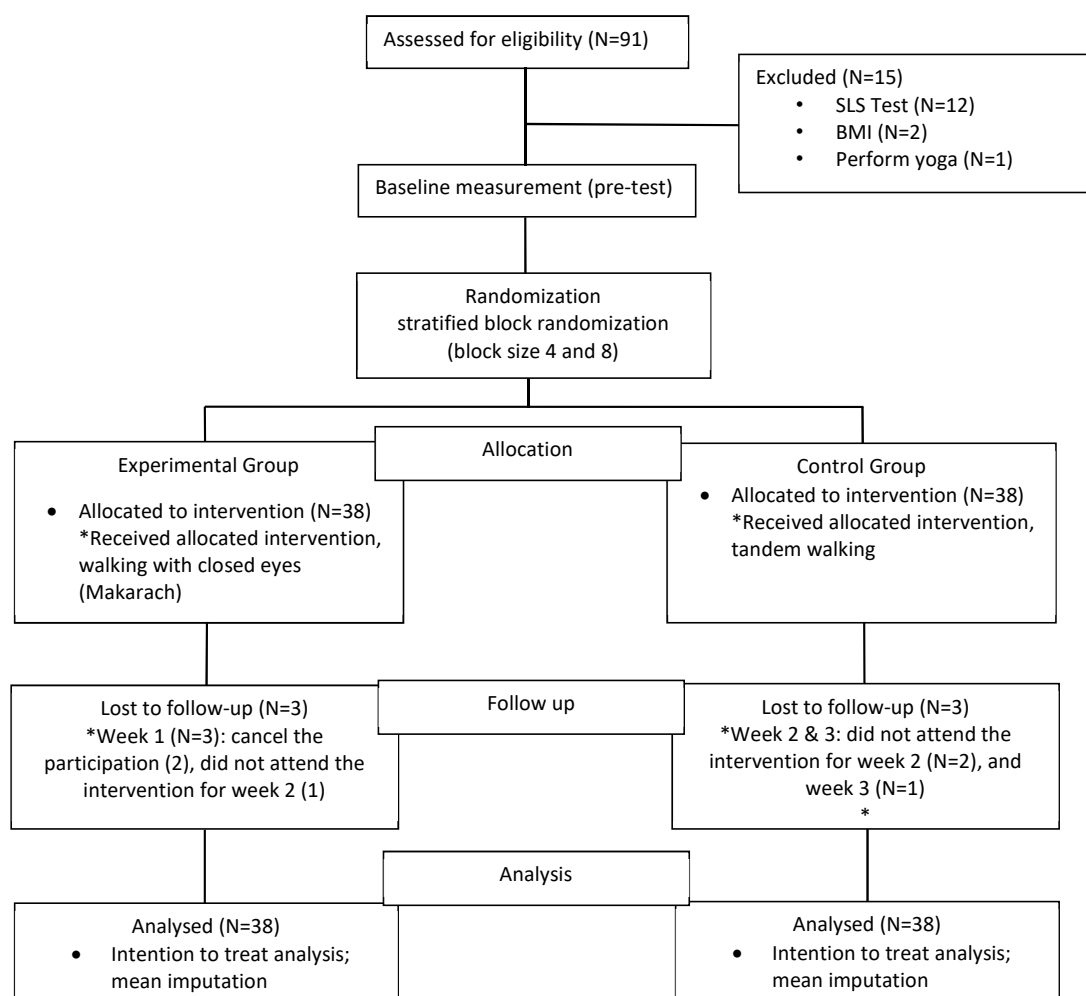 Assessed for eligibility (N=91)
Excluded (N=15)
• SLS Test (N=12)
• BMI (N=2)
• Perform yoga (N=1)
Baseline measurement (pre-test)
Randomization
stratified block randomization
(block size 4 and 8)
Allocation
Experimental Group
• Allocated to intervention (N=38)
*Received allocated intervention,
walking with closed eyes
(Makarach)
Control Group
• Allocated to intervention (N=38)
*Received allocated intervention,
tandem walking
Follow up
Lost to follow-up (N=3)
*Week 1 (N=3): cancel the
participation (2), did not attend the
intervention for week 2 (1)
Lost to follow-up (N=3)
*Week 2 & 3: did not attend the
intervention for week 2 (N=2), and
week 3 (N=1)
*
Analysis
Analysed (N=38)
• Intention to treat analysis;
mean imputation
Analysed (N=38)
• Intention to treat analysis;
mean imputation